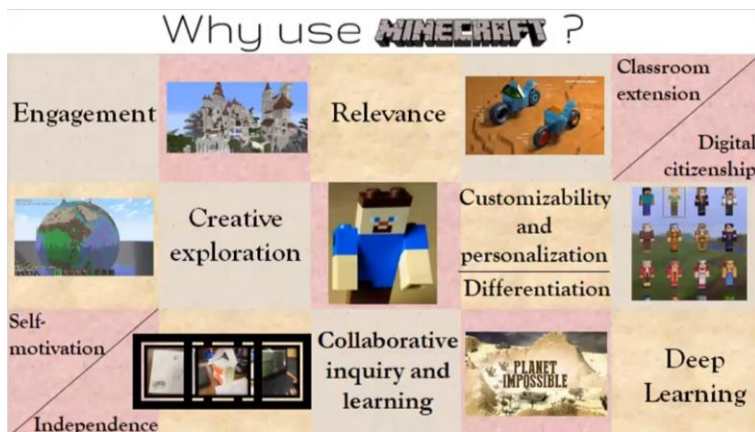 Why use MINECRAFT ?
Engagement
Relevance
Classroom
extension
Digital
citizenship
Creative
exploration
Customizability
and
personalization
Differentiation
Self-
motivation
Independence
Collaborative
inquiry and
learning
PLANET
IMPOSSIBLE
Deep
Learning